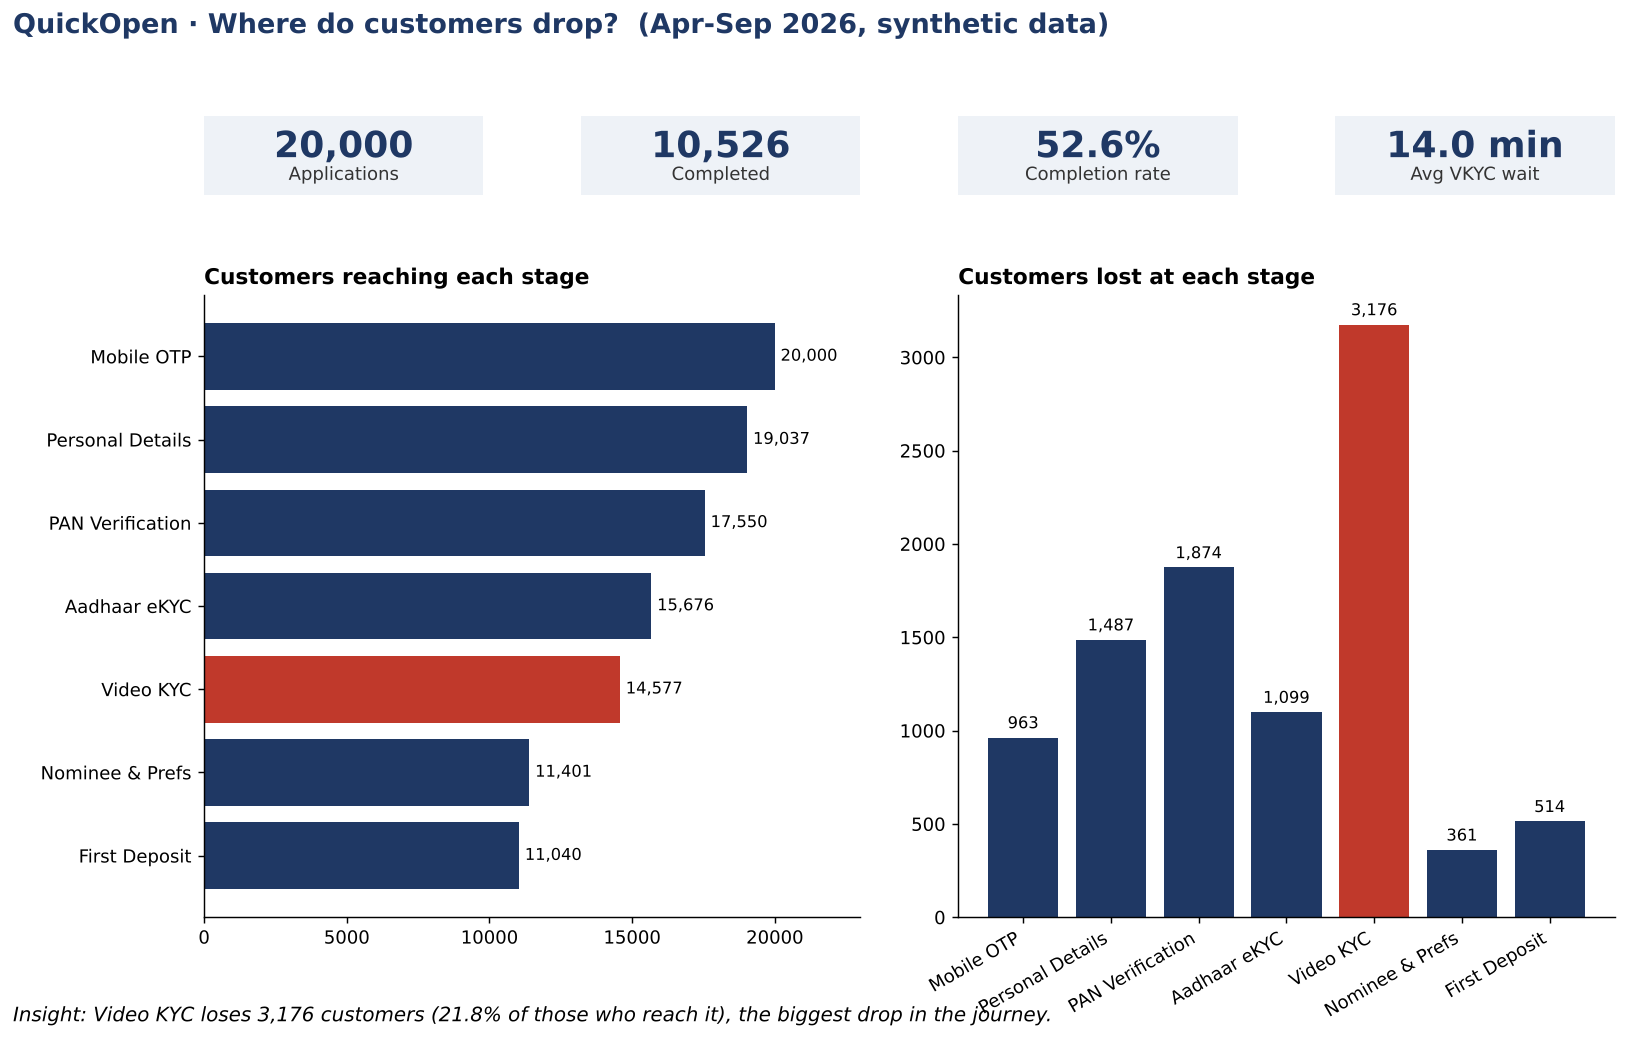 QuickOpen · Where do customers drop?  (Apr-Sep 2026, synthetic data)
20,000
Applications
10,526
Completed
52.6%
Completion rate
14.0 min
Avg VKYC wait
Customers reaching each stage
Mobile OTP
20,000
Personal Details
19,037
PAN Verification
17,550
Aadhaar eKYC
15,676
Video KYC
14,577
Nominee & Prefs
11,401
First Deposit
11,040
0 5000 10000 15000 20000
Customers lost at each stage
3000
2500
2000
1500
1000
500
0
963
1,487
1,874
1,099
3,176
361
514
Mobile OTP
Personal Details
PAN Verification
Aadhaar eKYC
Video KYC
Nominee & Prefs
First Deposit
Insight: Video KYC loses 3,176 customers (21.8% of those who reach it), the biggest drop in the journey.